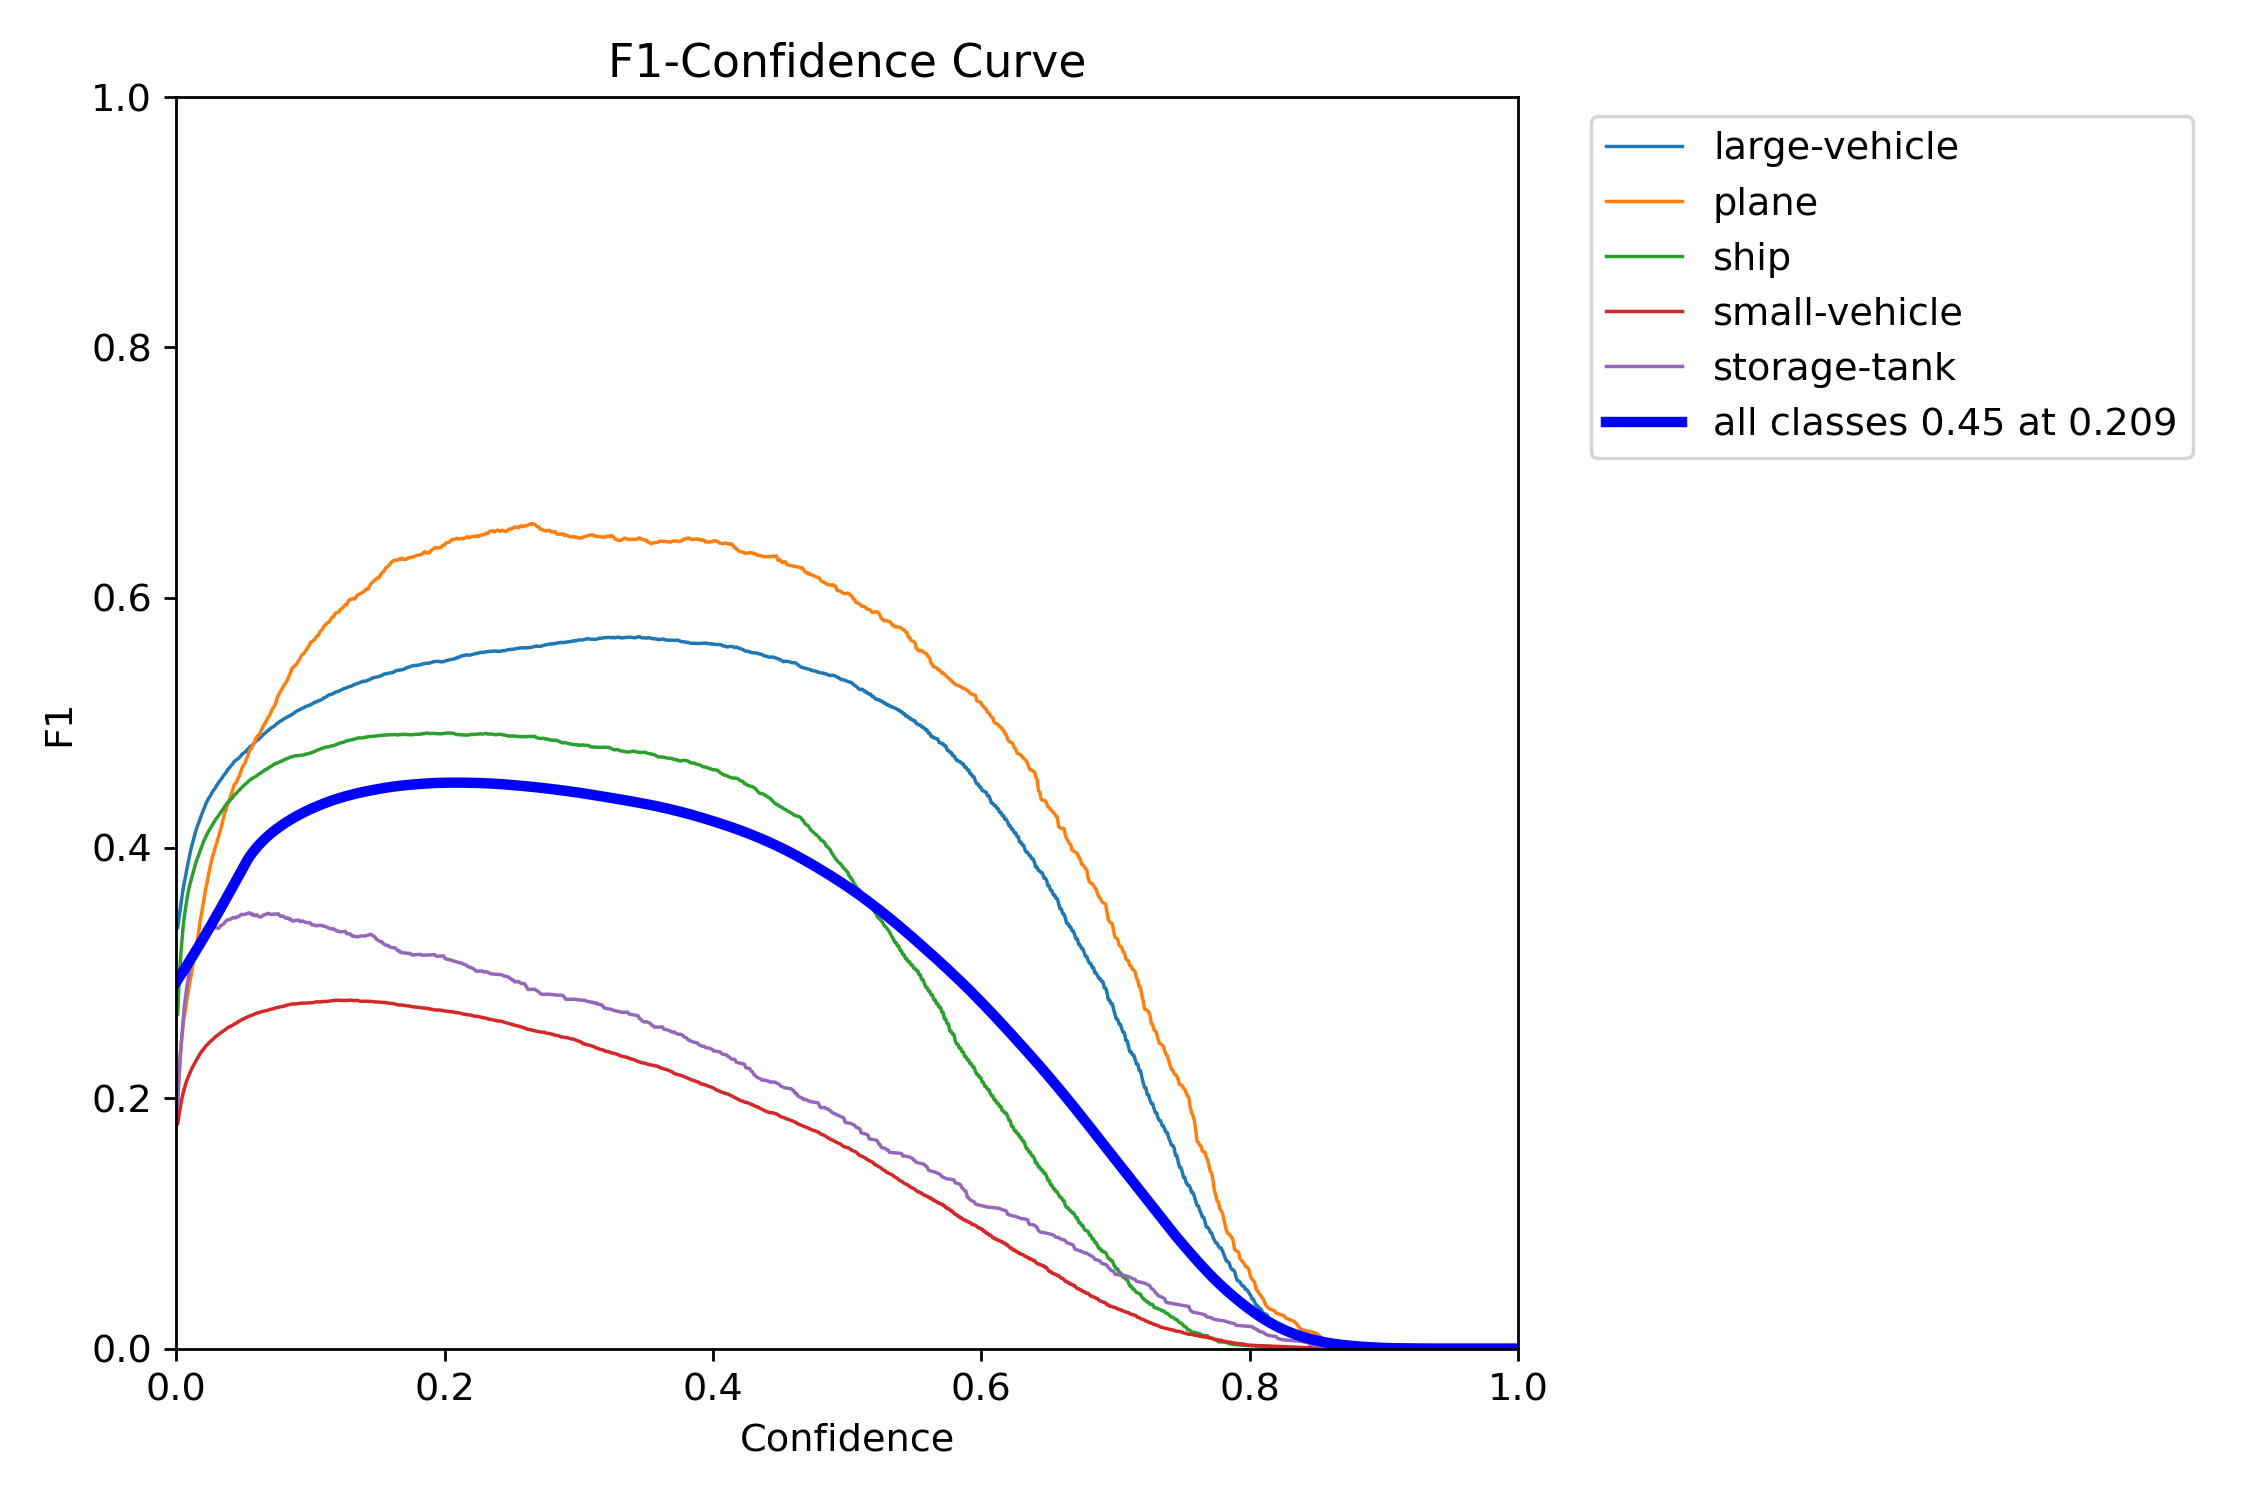 F1-Confidence Curve
1.0
0.8
0.6
0.4
0.2
0.0
F1
0.0 0.2 0.4 0.6 0.8 1.0
Confidence
large-vehicle
plane
ship
small-vehicle
storage-tank
all classes 0.45 at 0.209